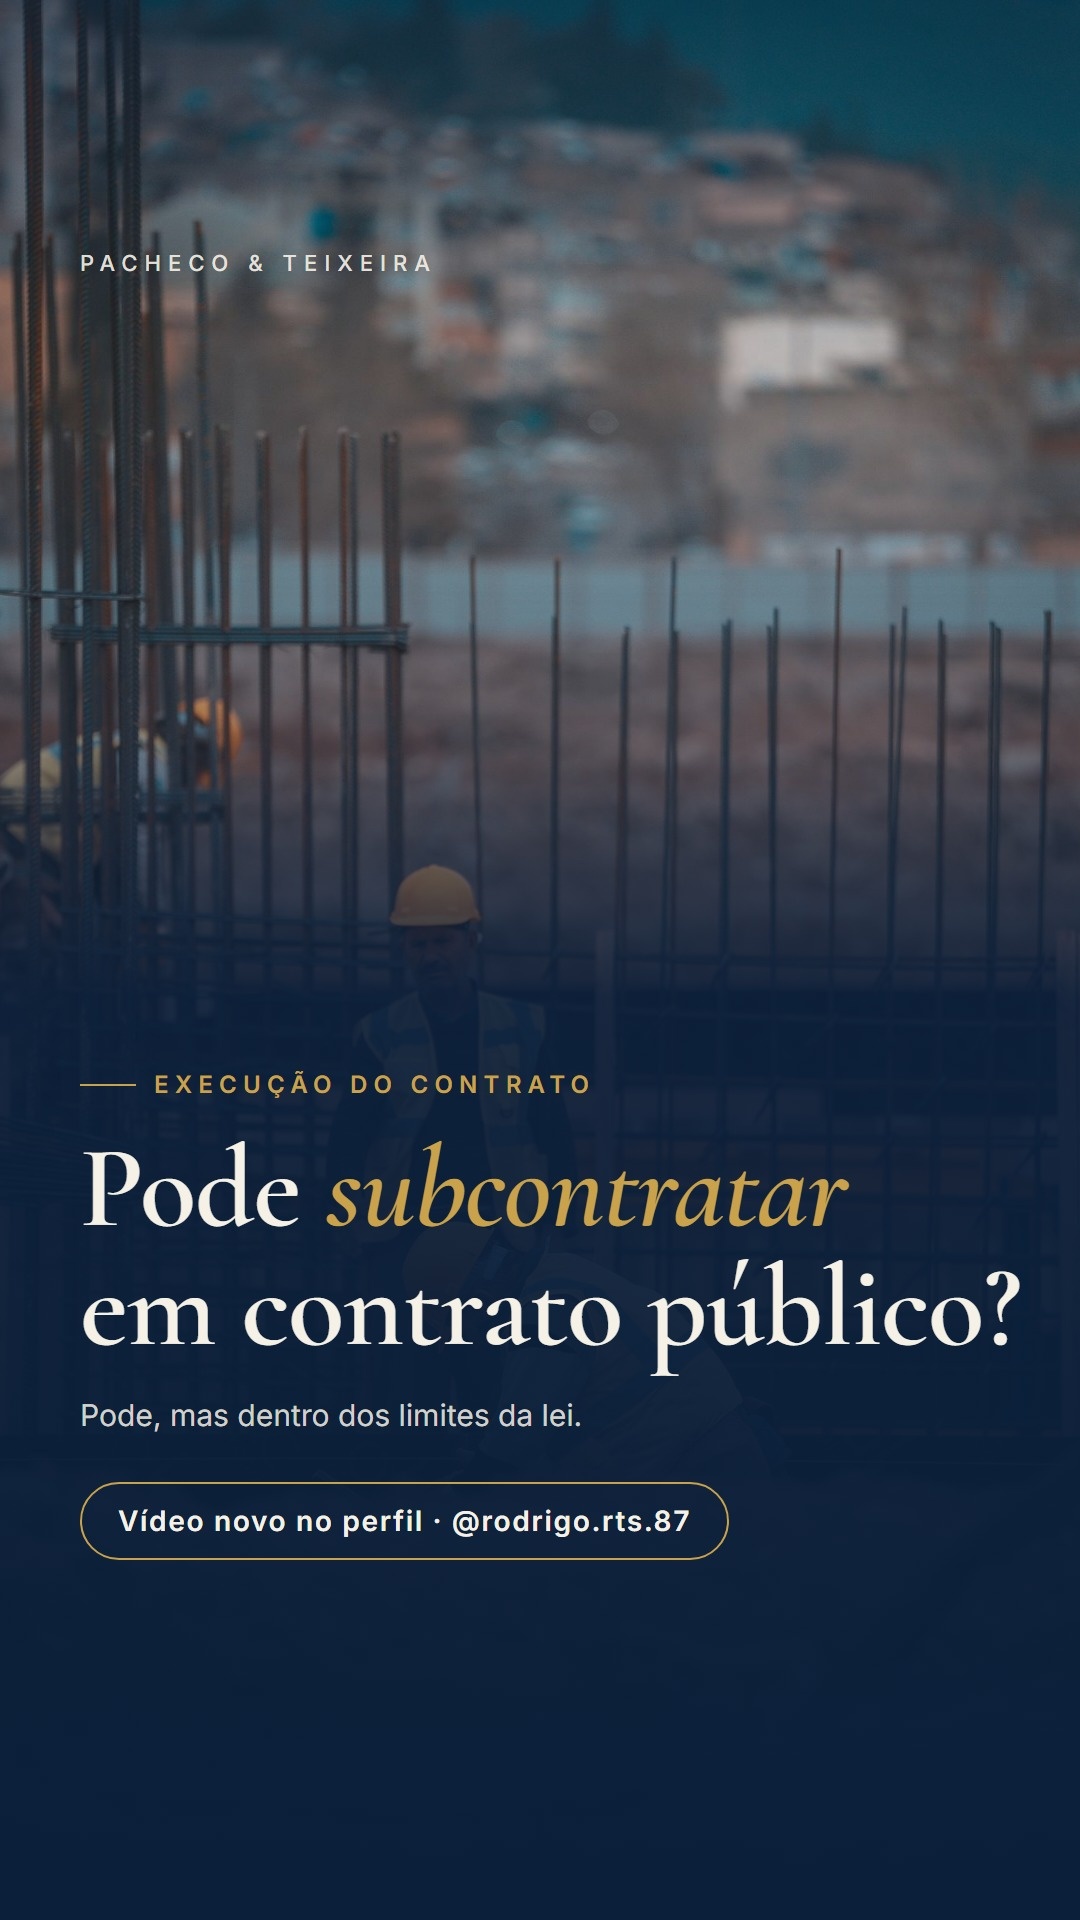 PACHECO & TEIXEIRA
EXECUÇÃO DO CONTRATO
Pode subcontratar
em contrato público?
Pode, mas dentro dos limites da lei.
Vídeo novo no perfil · @rodrigo.rts.87